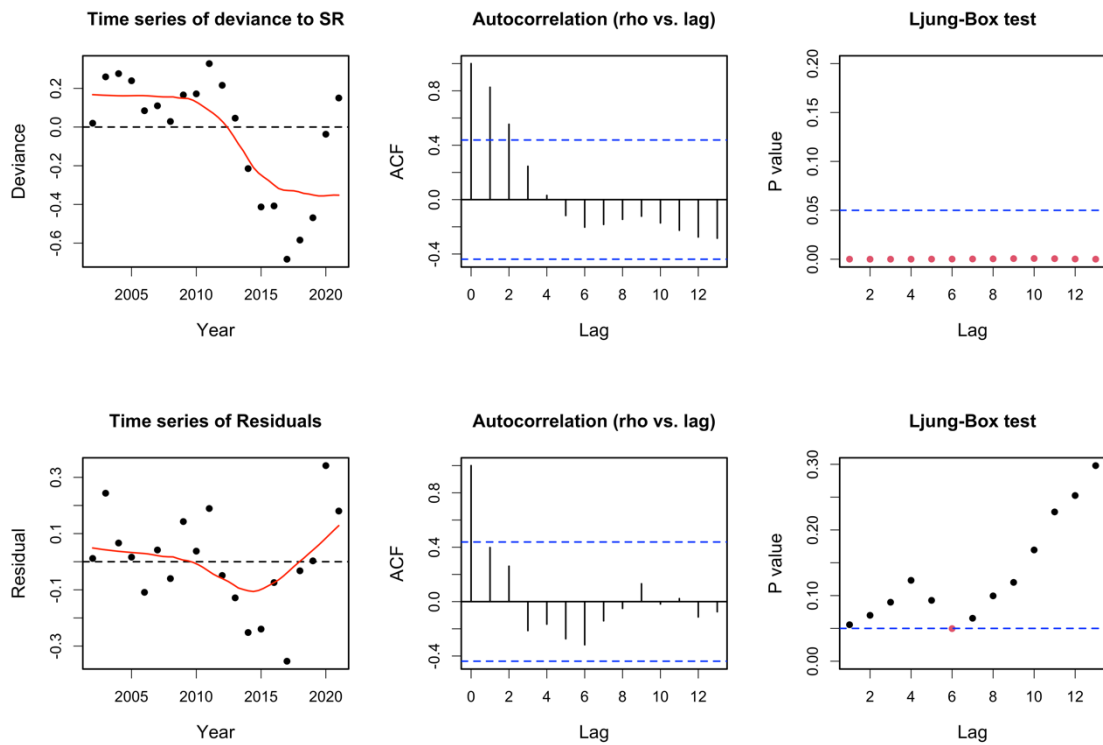 Time series of deviance to SR
Autocorrelation (rho vs. lag)
Ljung-Box test
Deviance
0.2
0.0
-0.2
-0.4
-0.6
2005 2010 2015 2020
Year
ACF
0.8
0.4
0.0
-0.4
0 2 4 6 8 10 12
Lag
P value
0.20
0.15
0.10
0.05
0.00
2 4 6 8 10 12
Lag
Time series of Residuals
Autocorrelation (rho vs. lag)
Ljung-Box test
Residual
0.3
0.1
-0.1
-0.3
2005 2010 2015 2020
Year
ACF
0.8
0.4
0.0
-0.4
0 2 4 6 8 10 12
Lag
P value
0.30
0.20
0.10
0.00
2 4 6 8 10 12
Lag